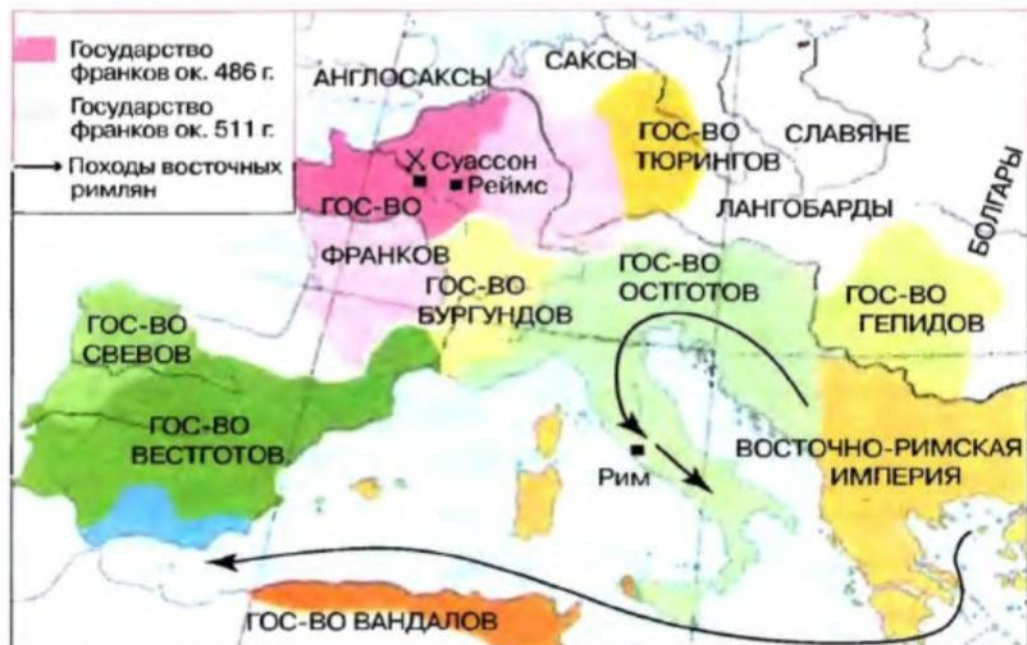 Государство
франков ок. 486 г.
Государство
франков ок. 511 г.
Походы восточных
римлян
АНГЛОСАКСЫ
САКСЫ
ГОС-ВО
ТЮРИНГОВ
СЛАВЯНЕ
Суассон
Реймс
ГОС-ВО
ФРАНКОВ
ЛАНГОБАРДЫ
БОЛГАРЫ
ГОС-ВО
БУРГУНДОВ
ГОС-ВО
ОСТГОТОВ
ГОС-ВО
ГЕПИДОВ
ГОС-ВО
СВЕВОВ
ГОС-ВО
ВЕСТГОТОВ
Рим
ВОСТОЧНО-РИМСКАЯ
ИМПЕРИЯ
ГОС-ВО ВАНДАЛОВ